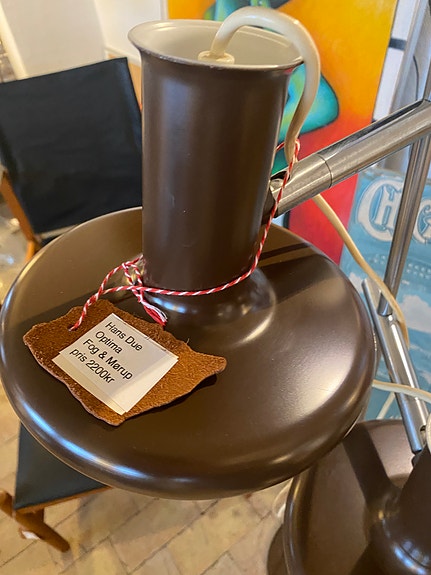 Hans Due
Optima
Fog & Mørup
pris 2200kr